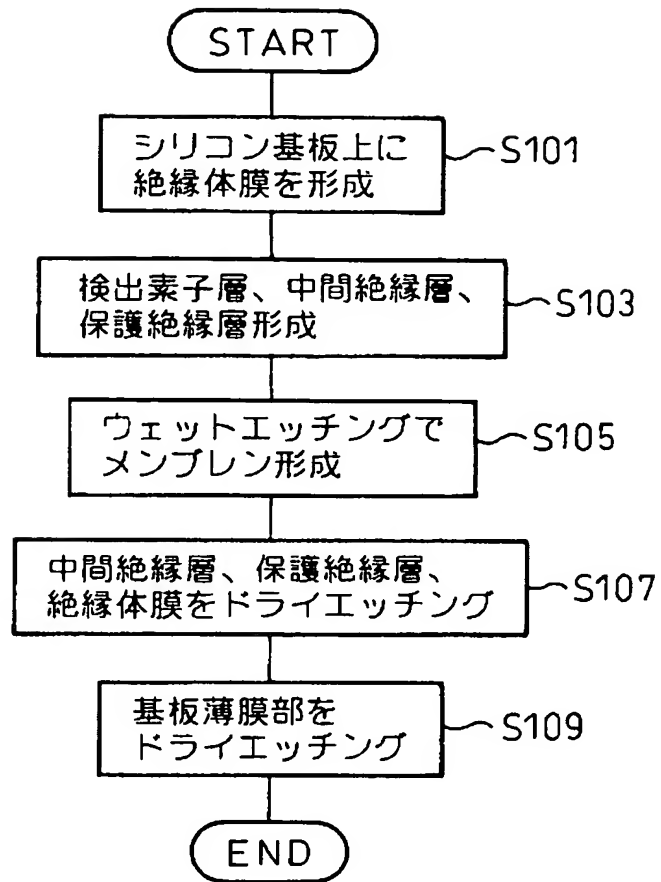 START
シリコン基板上に
絶縁体膜を形成
S101
検出素子層、中間絶縁層、
保護絶縁層形成
S103
ウェットエッチングで
メンブレン形成
S105
中間絶縁層、保護絶縁層、
絶縁体膜をドライエッチング
S107
基板薄膜部を
ドライエッチング
S109
END